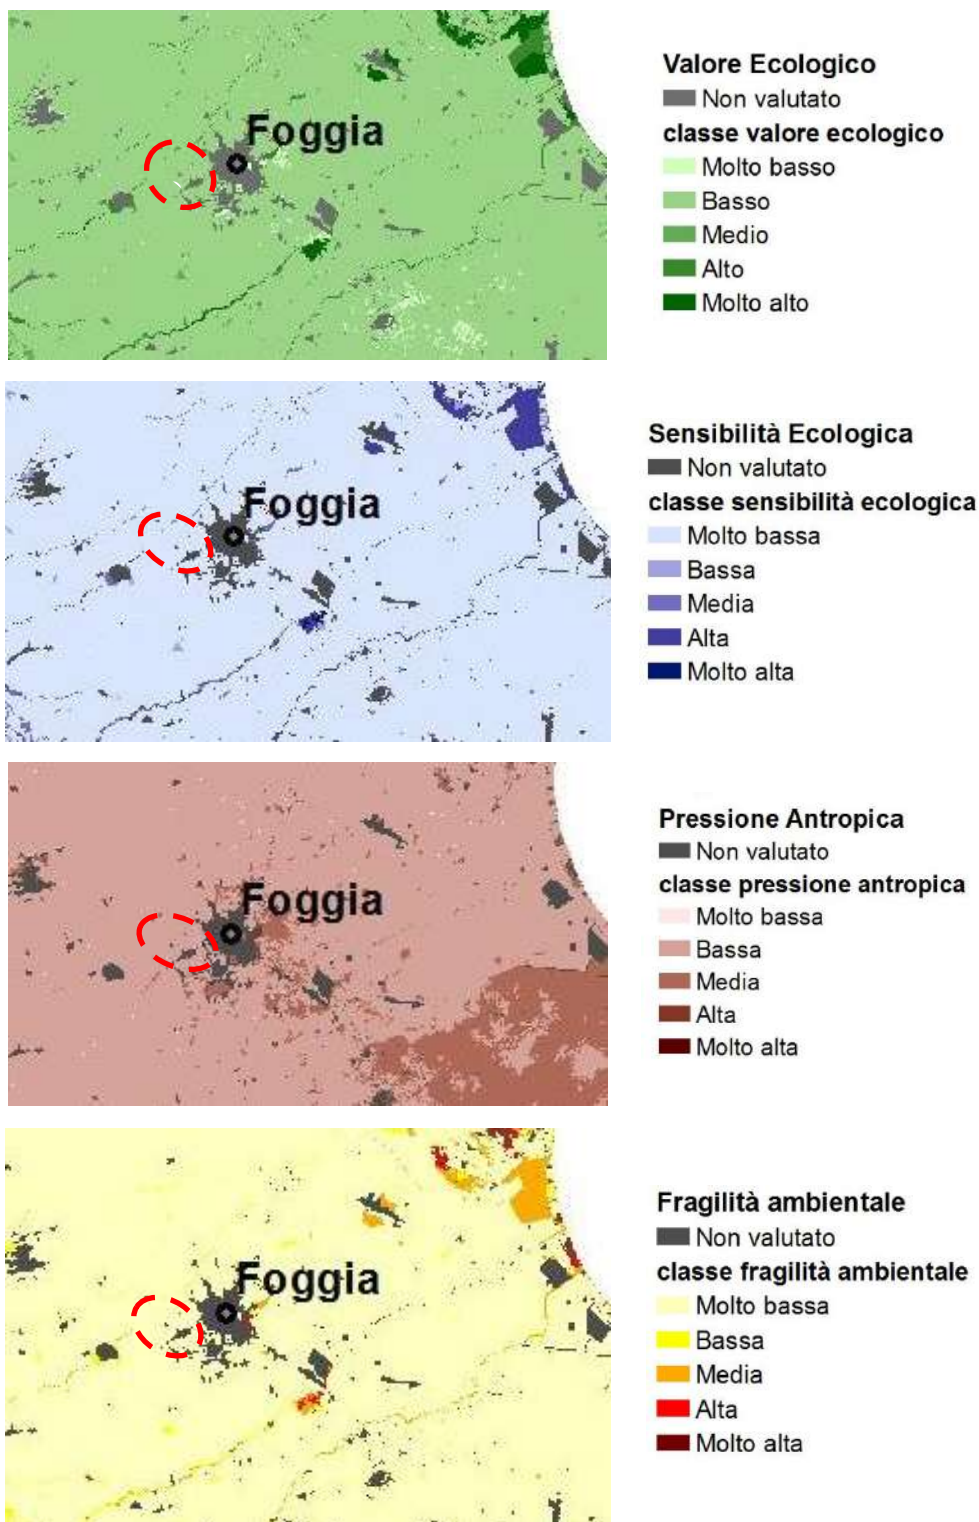 Foggia
Valore Ecologico
Non valutato
classe valore ecologico
Molto basso
Basso
Medio
Alto
Molto alto
Foggia
Sensibilità Ecologica
Non valutato
classe sensibilità ecologica
Molto bassa
Bassa
Media
Alta
Molto alta
Foggia
Pressione Antropica
Non valutato
classe pressione antropica
Molto bassa
Bassa
Media
Alta
Molto alta
Foggia
Fragilità ambientale
Non valutato
classe fragilità ambientale
Molto bassa
Bassa
Media
Alta
Molto alta